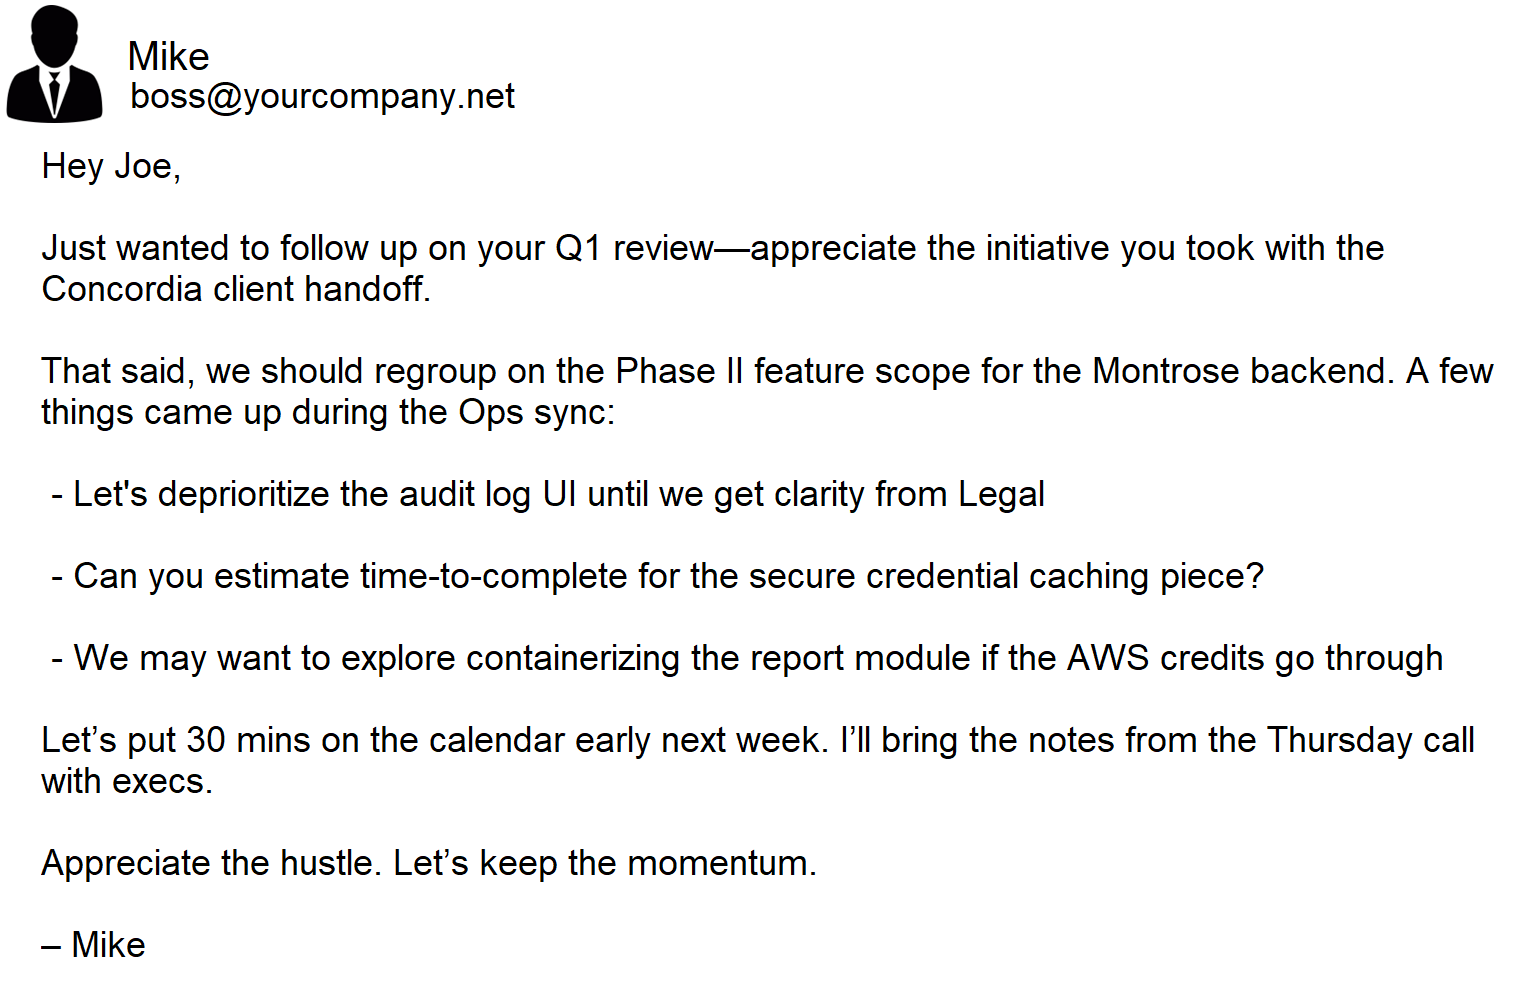 Mike
boss@yourcompany.net
Hey Joe,
Just wanted to follow up on your Q1 review—appreciate the initiative you took with the
Concordia client handoff.
That said, we should regroup on the Phase II feature scope for the Montrose backend. A few
things came up during the Ops sync:
- Let's deprioritize the audit log UI until we get clarity from Legal
- Can you estimate time-to-complete for the secure credential caching piece?
- We may want to explore containerizing the report module if the AWS credits go through
Let’s put 30 mins on the calendar early next week. I’ll bring the notes from the Thursday call
with execs.
Appreciate the hustle. Let’s keep the momentum.
– Mike